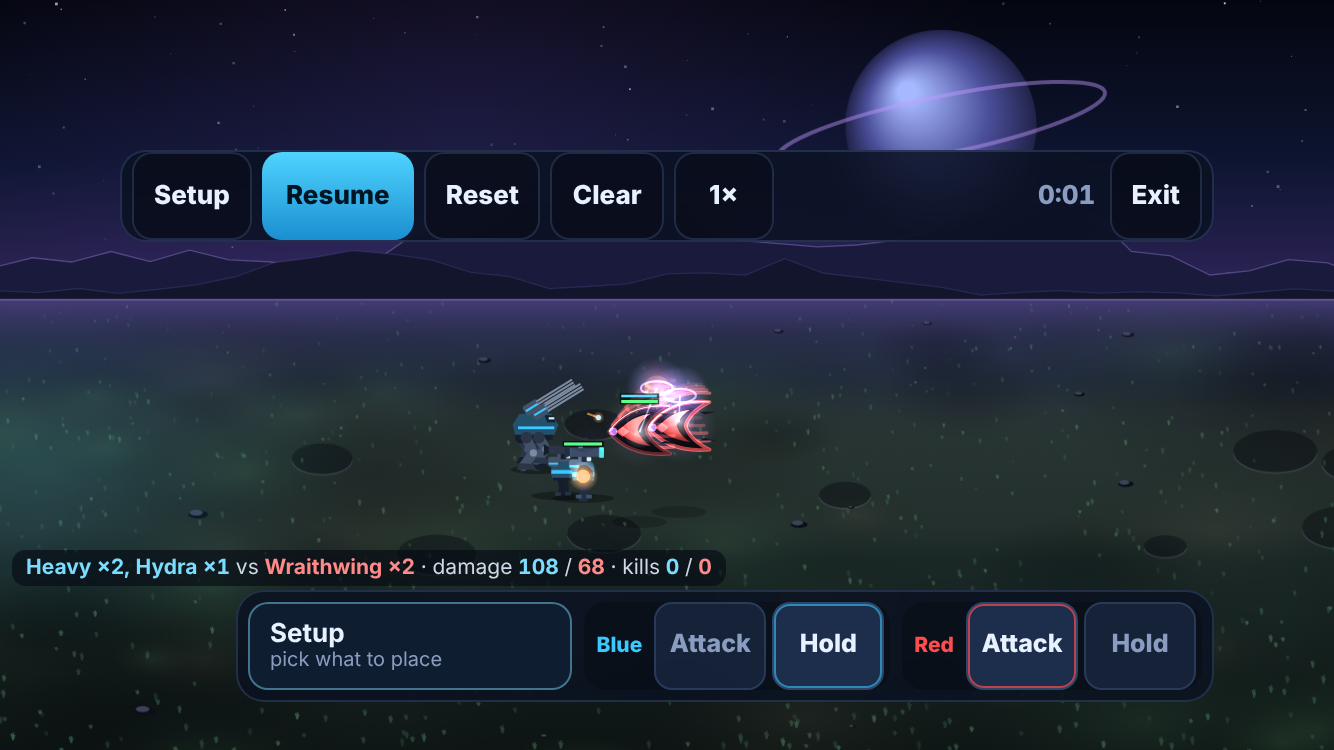 Setup Resume Reset Clear 1× 0:01 Exit
Heavy ×2, Hydra ×1 vs Wraithwing ×2 · damage 108 / 68 · kills 0 / 0
Setup
pick what to place
Blue Attack Hold Red Attack Hold